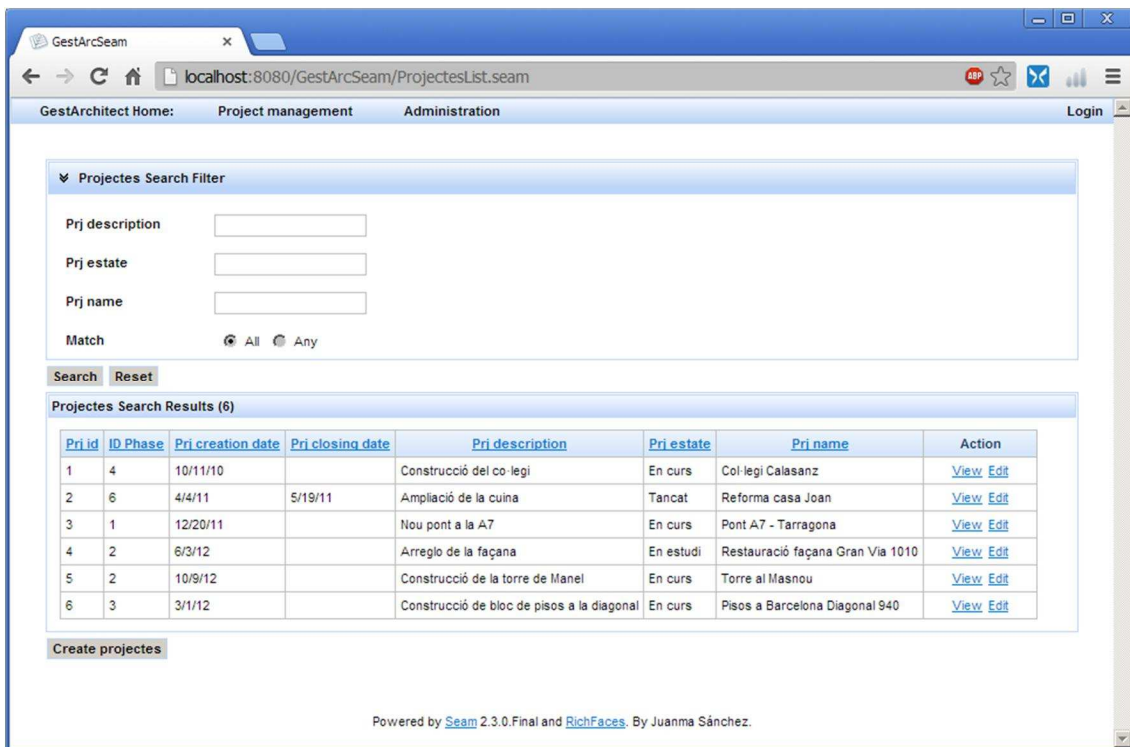 GestArcSeam
localhost:8080/GestArcSeam/ProjectesList.seam
ABP
GestArchitect Home: Project management Administration Login
Projectes Search Filter
Prj description
Prj estate
Prj name
Match All Any
Search Reset
Projectes Search Results (6)
Prj id ID Phase Prj creation date Prj closing date Prj description Prj estate Prj name Action
1 4 10/11/10 Construcció del co·legi En curs Col·legi Calasanz View Edit
2 6 4/4/11 5/19/11 Ampliació de la cuina Tancat Reforma casa Joan View Edit
3 1 12/20/11 Nou pont a la A7 En curs Pont A7 - Tarragona View Edit
4 2 6/3/12 Arreglo de la façana En estudi Restauració façana Gran Via 1010 View Edit
5 2 10/9/12 Construcció de la torre de Manel En curs Torre al Masnou View Edit
6 3 3/1/12 Construcció de bloc de pisos a la diagonal En curs Pisos a Barcelona Diagonal 940 View Edit
Create projectes
Powered by Seam 2.3.0.Final and RichFaces. By Juanma Sánchez.